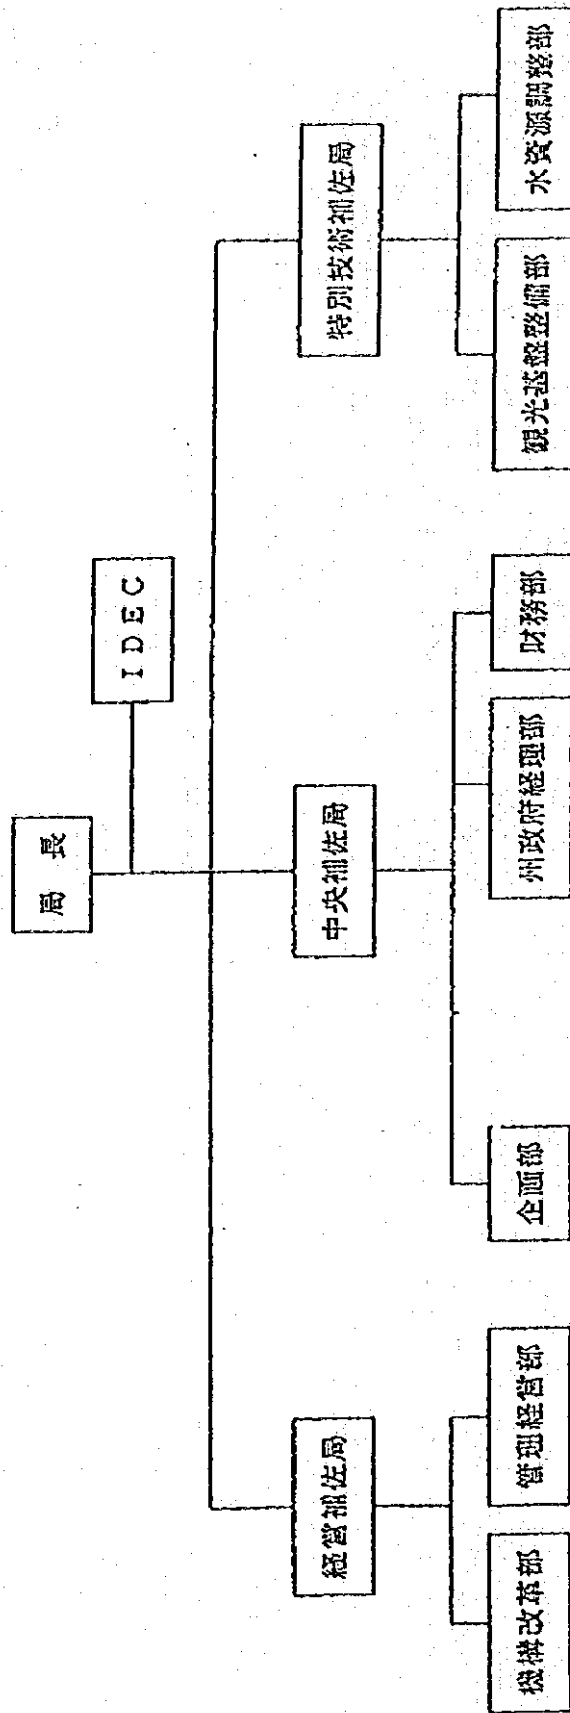 局長
IDEC
経営補佐局
中央補佐局
特別技術補佐局
機構改革部
管理経営部
企画部
州政府経理部
財務部
観光基盤整備部
水資源調整部